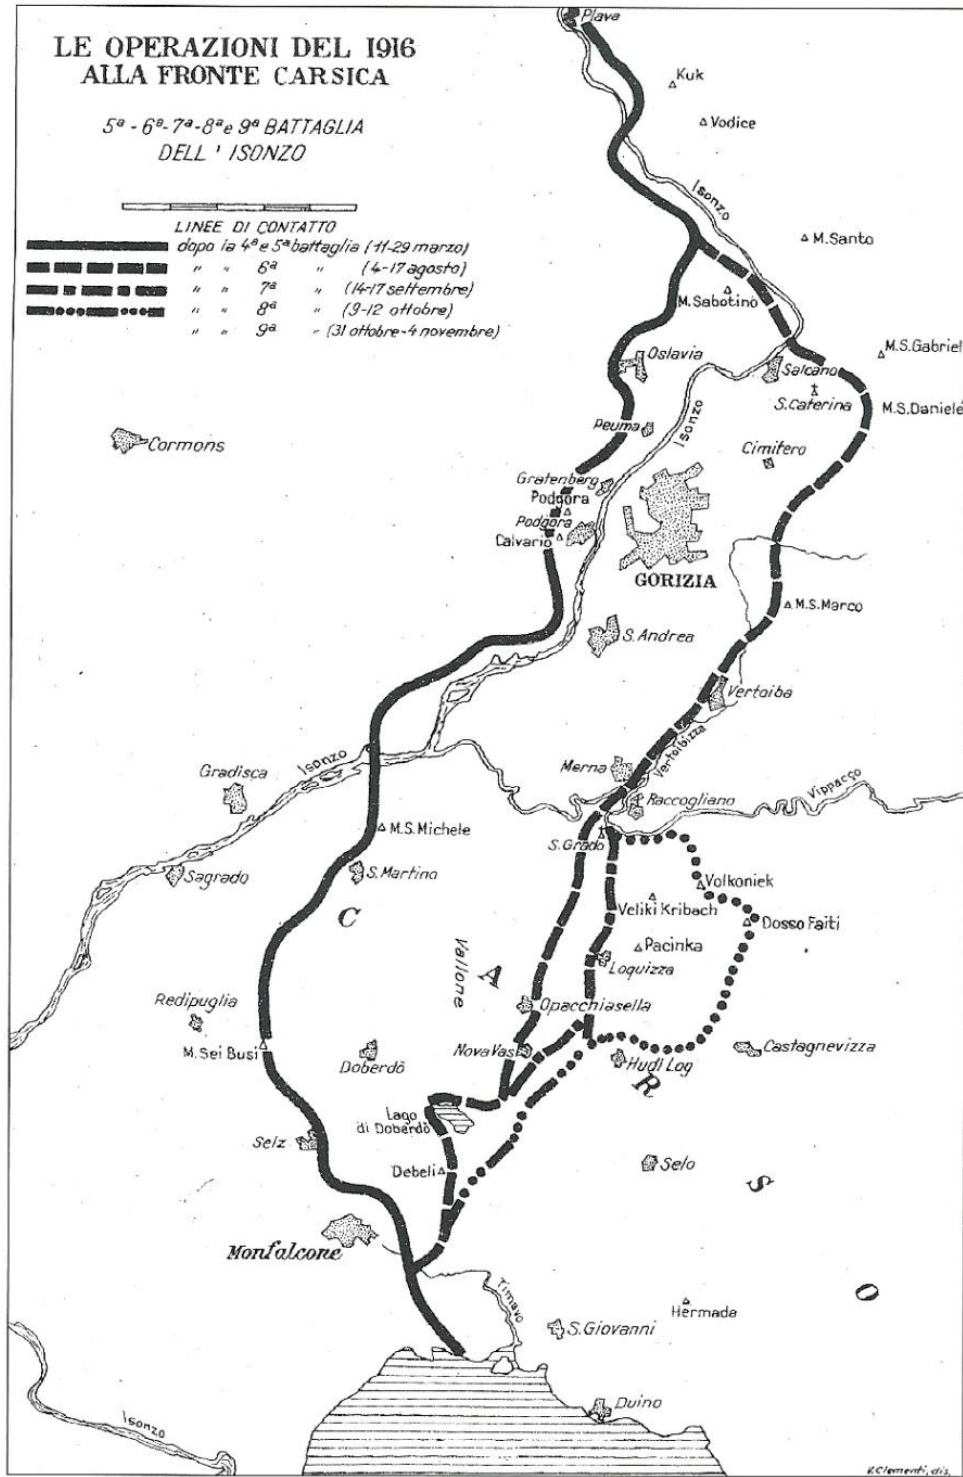 LE OPERAZIONI DEL 1916
ALLA FRONTE CARSICA
5ª - 6ª - 7ª - 8ª e 9ª BATTAGLIA
DELL' ISONZO
LINEE DI CONTATTO
dopo la 4ª e 5ª battaglia (11-29 marzo)
" " 6ª " (4-17 agosto)
" " 7ª " (14-17 settembre)
" " 8ª " (9-12 ottobre)
" " 9ª " (31 ottobre-4 novembre)
Plava
Kuk
Vodice
Isonzo
M. Santo
M. Sabotino
M.S. Gabriel
Oslavia
Salcano
S. Caterina
M.S. Daniele
Peuma
Isonzo
Cormons
Cimitero
Grafenberg
Podgora
Podgora
Calvario
GORIZIA
M.S. Marco
S. Andrea
Vertoiba
Vertoibizza
Isonzo
Gradisca
Merna
Raccogliano
Vippacco
M.S. Michele
S. Grado
Sagrado
S. Martino
Volkoniek
Veliki Kribach
Dosso Faiti
C
Vallone
Pacinka
Loquizza
A
Redipuglia
Opacchiasella
M. Sei Busi
Doberdò
Nova Vas
Hudi Log
Castagnevizza
R
Lago
di Doberdò
Selz
Debeli
Selo
S
Monfalcone
Timavo
Hermada
O
S. Giovanni
Duino
Isonzo
R. Clementi, dis.